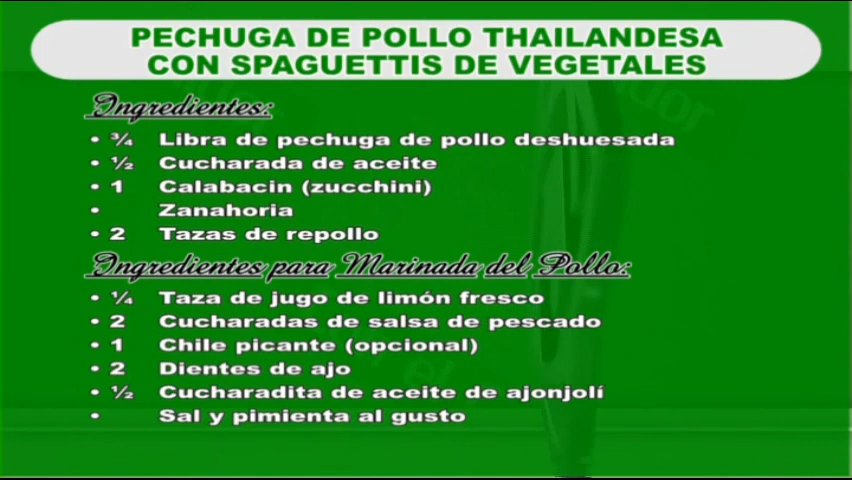 PECHUGA DE POLLO THAILANDESA
CON SPAGUETTIS DE VEGETALES
Ingredientes:
• ¾ Libra de pechuga de pollo deshuesada
• ½ Cucharada de aceite
• 1 Calabacin (zucchini)
• Zanahoria
• 2 Tazas de repollo
Ingredientes para Marinada del Pollo:
• ¼ Taza de jugo de limón fresco
• 2 Cucharadas de salsa de pescado
• 1 Chile picante (opcional)
• 2 Dientes de ajo
• ½ Cucharadita de aceite de ajonjolí
• Sal y pimienta al gusto